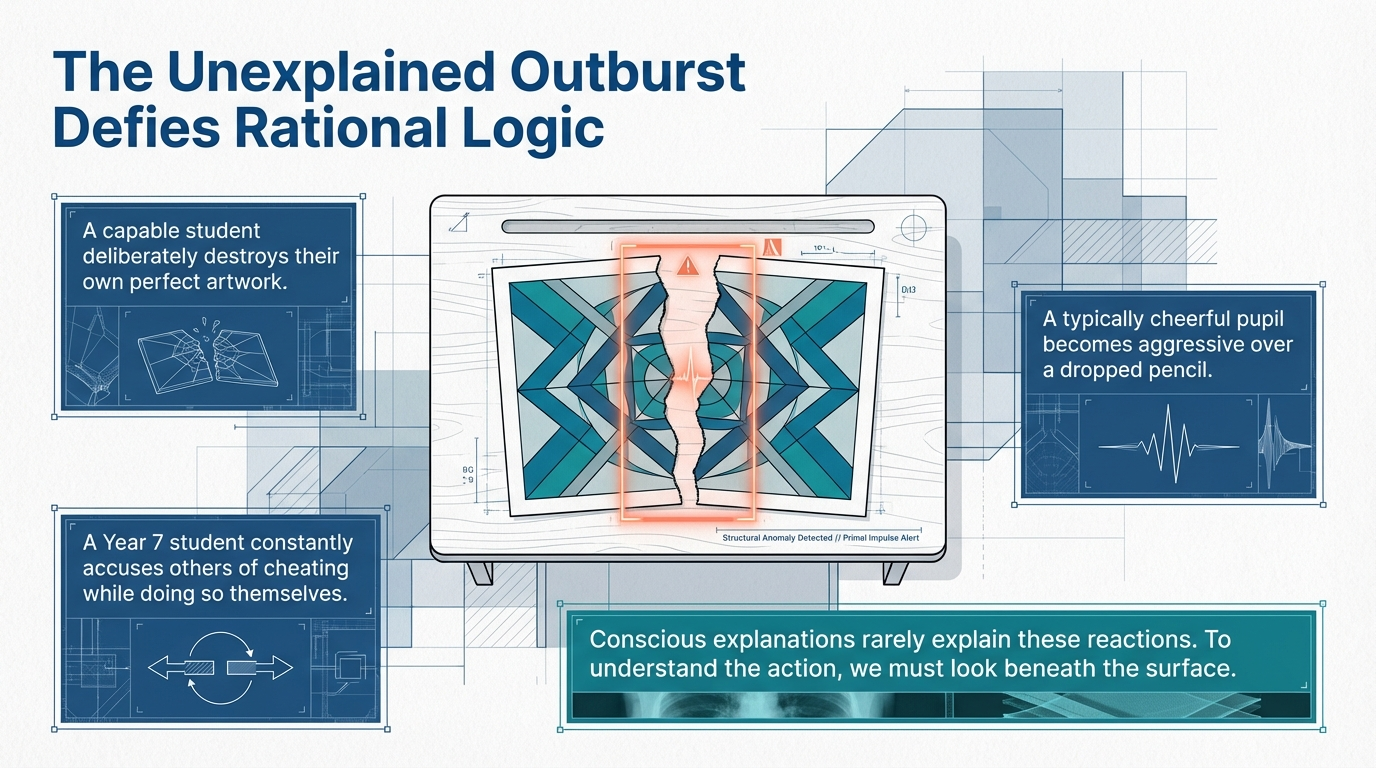 The Unexplained Outburst
Defies Rational Logic
A capable student
deliberately destroys their
own perfect artwork.
A typically cheerful pupil
becomes aggressive over
a dropped pencil.
Structural Anomaly Detected // Primal Impulse Alert
A Year 7 student constantly
accuses others of cheating
while doing so themselves.
Conscious explanations rarely explain these reactions. To
understand the action, we must look beneath the surface.